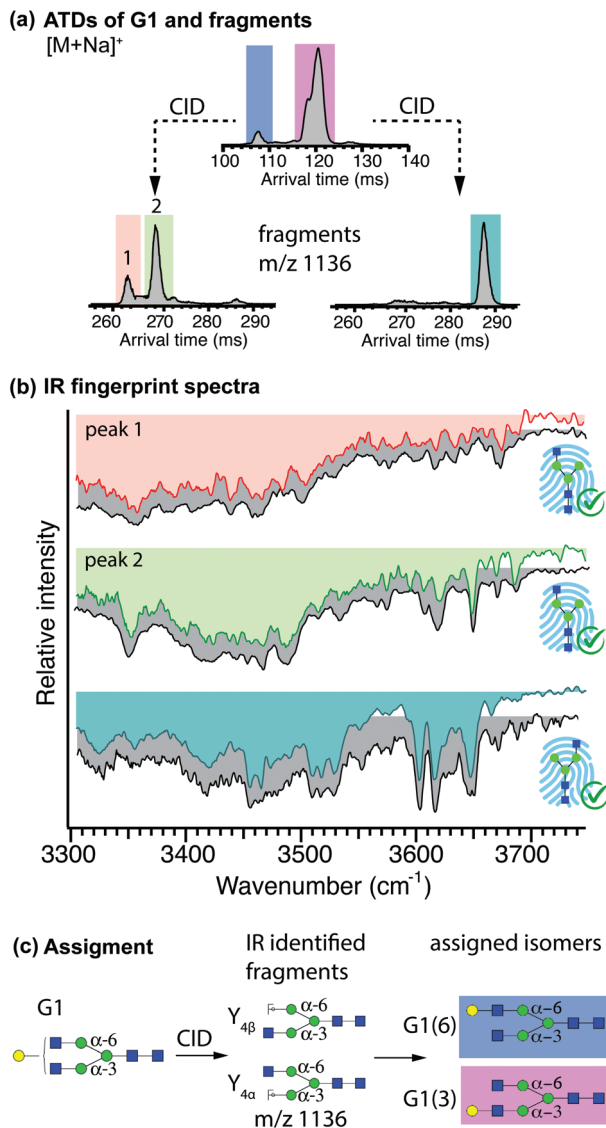 (a) ATDs of G1 and fragments
[M+Na]⁺
CID
CID
100 110 120 130 140
Arrival time (ms)
2
1
fragments
m/z 1136
260 270 280 290
Arrival time (ms)
260 270 280 290
Arrival time (ms)
(b) IR fingerprint spectra
peak 1
peak 2
Relative intensity
3300 3400 3500 3600 3700
Wavenumber (cm⁻¹)
(c) Assigment
IR identified
fragments
assigned isomers
G1
α-6
α-3
CID
Y4β
α-6
α-3
Y4α
α-6
α-3
m/z 1136
G1(6)
α-6
α-3
G1(3)
α-6
α-3